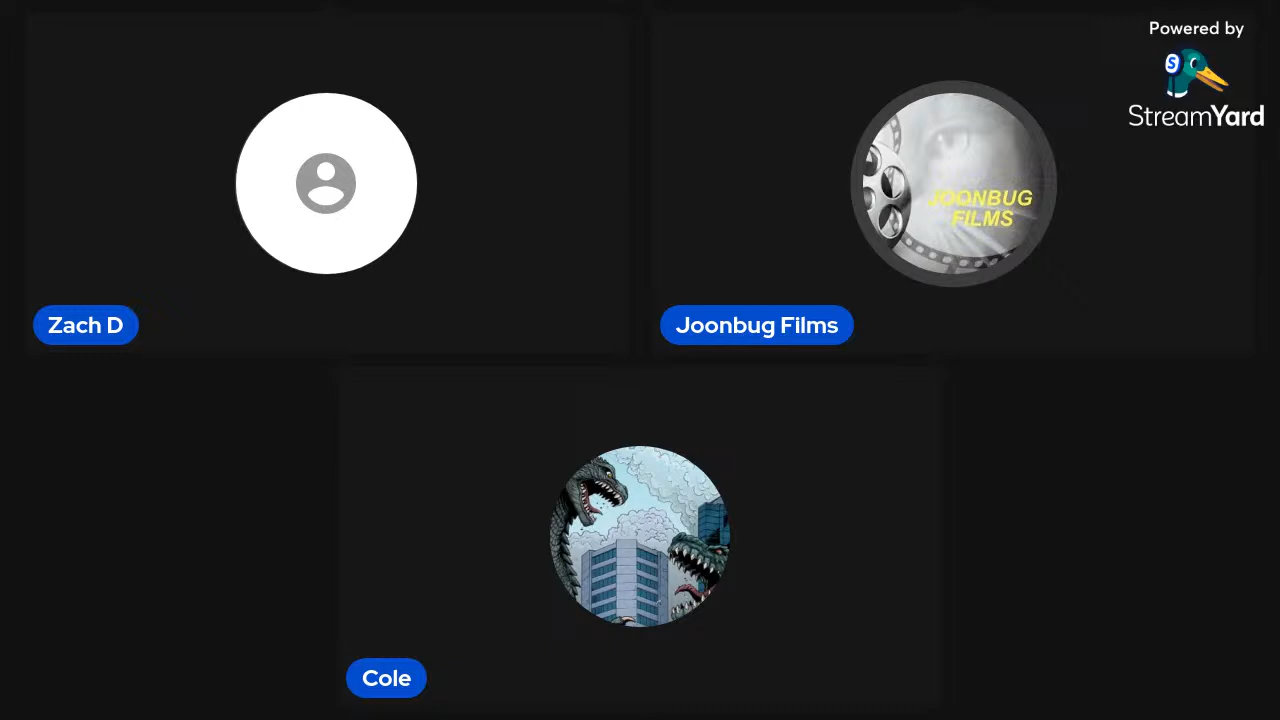 Powered by
S
StreamYard
JOONBUG
FILMS
Zach D
Joonbug Films
Cole